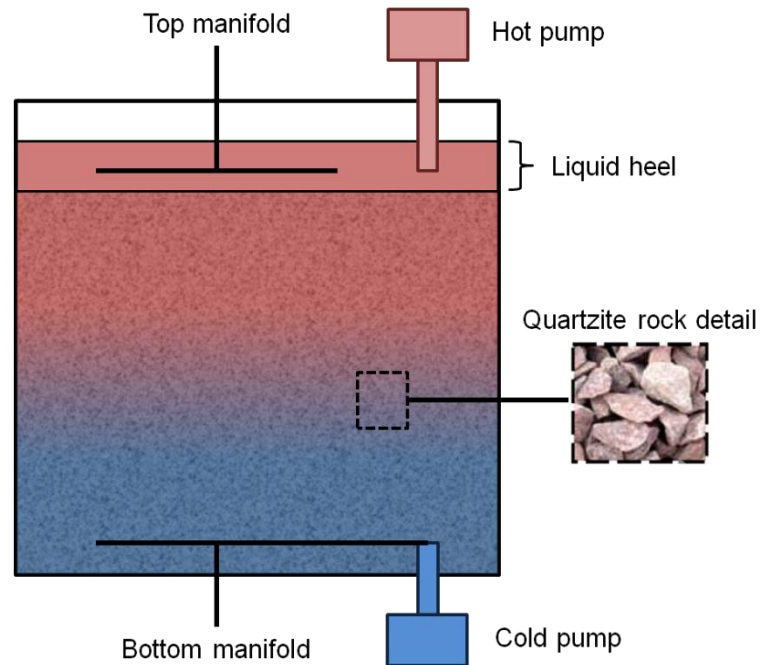 Top manifold
Hot pump
Liquid heel
Quartzite rock detail
Bottom manifold
Cold pump